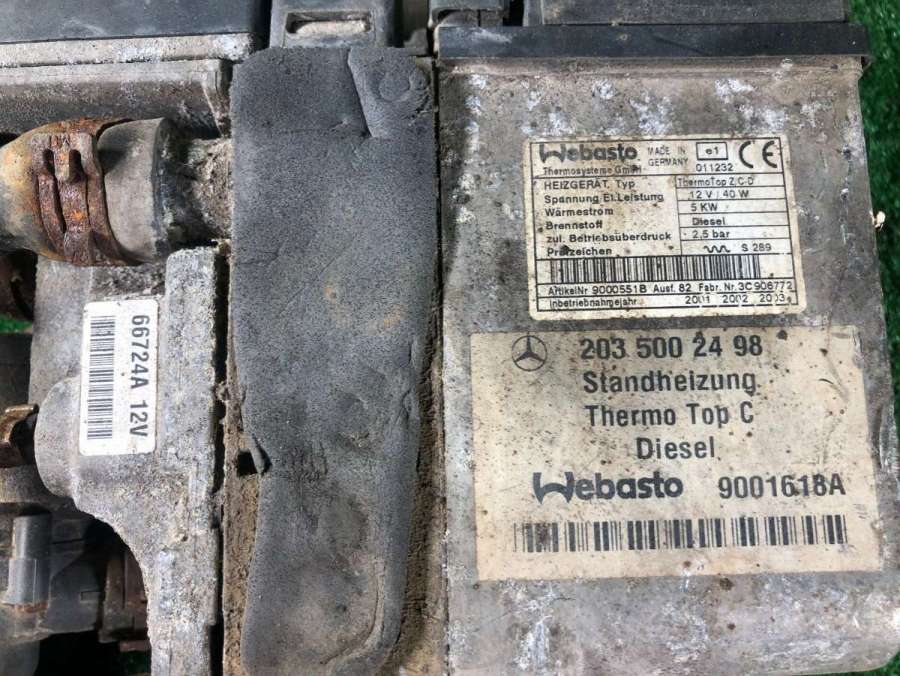 Webasto MADE IN GERMANY e1 CE
Thermosysteme GmbH 011232
HEIZGERÄT, Typ ThermoTop Z,C-D
Spannung El.Leistung 12 V / 40 W
Wärmestrom 5 KW
Brennstoff Diesel
zul. Betriebsüberdruck 2,5 bar
Prüfzeichen S 289
ArtikelNr 9000551B Ausf. 82 Fabr. Nr. 3C906772
Inbetriebnahmejahr 2001 2002 2003
203 500 24 98
Standheizung
Thermo Top C
Diesel
Webasto 9001618A
66724A 12V